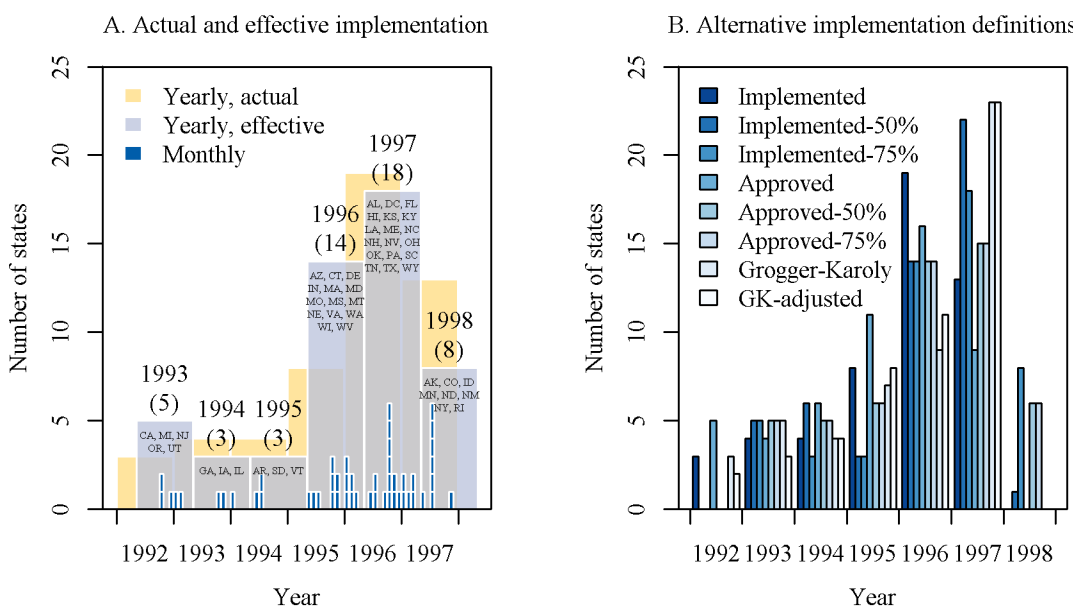 A. Actual and effective implementation
Number of states
25
20
15
10
5
0
Yearly, actual
Yearly, effective
Monthly
1993
(5)
CA, MI, NJ
OR, UT
1994
(3)
GA, IA, IL
1995
(3)
AR, SD, VT
1996
(14)
AZ, CT, DE
IN, MA, MD
MO, MS, MT
NE, VA, WA
WI, WV
1997
(18)
AL, DC, FL
HI, KS, KY
LA, ME, NC
NH, NV, OH
OK, PA, SC
TN, TX, WY
1998
(8)
AK, CO, ID
MN, ND, NM
NY, RI
1992 1993 1994 1995 1996 1997
Year
B. Alternative implementation definitions
Number of states
25
20
15
10
5
0
Implemented
Implemented-50%
Implemented-75%
Approved
Approved-50%
Approved-75%
Grogger-Karoly
GK-adjusted
1992 1993 1994 1995 1996 1997 1998
Year